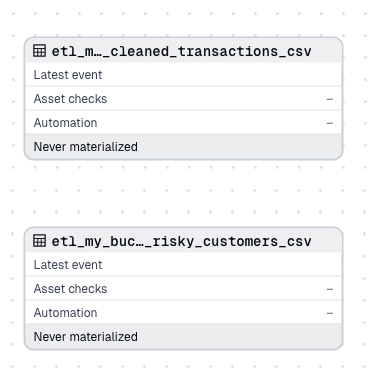 etl_m…_cleaned_transactions_csv
Latest event
Asset checks –
Automation –
Never materialized
etl_my_buc…_risky_customers_csv
Latest event
Asset checks –
Automation –
Never materialized